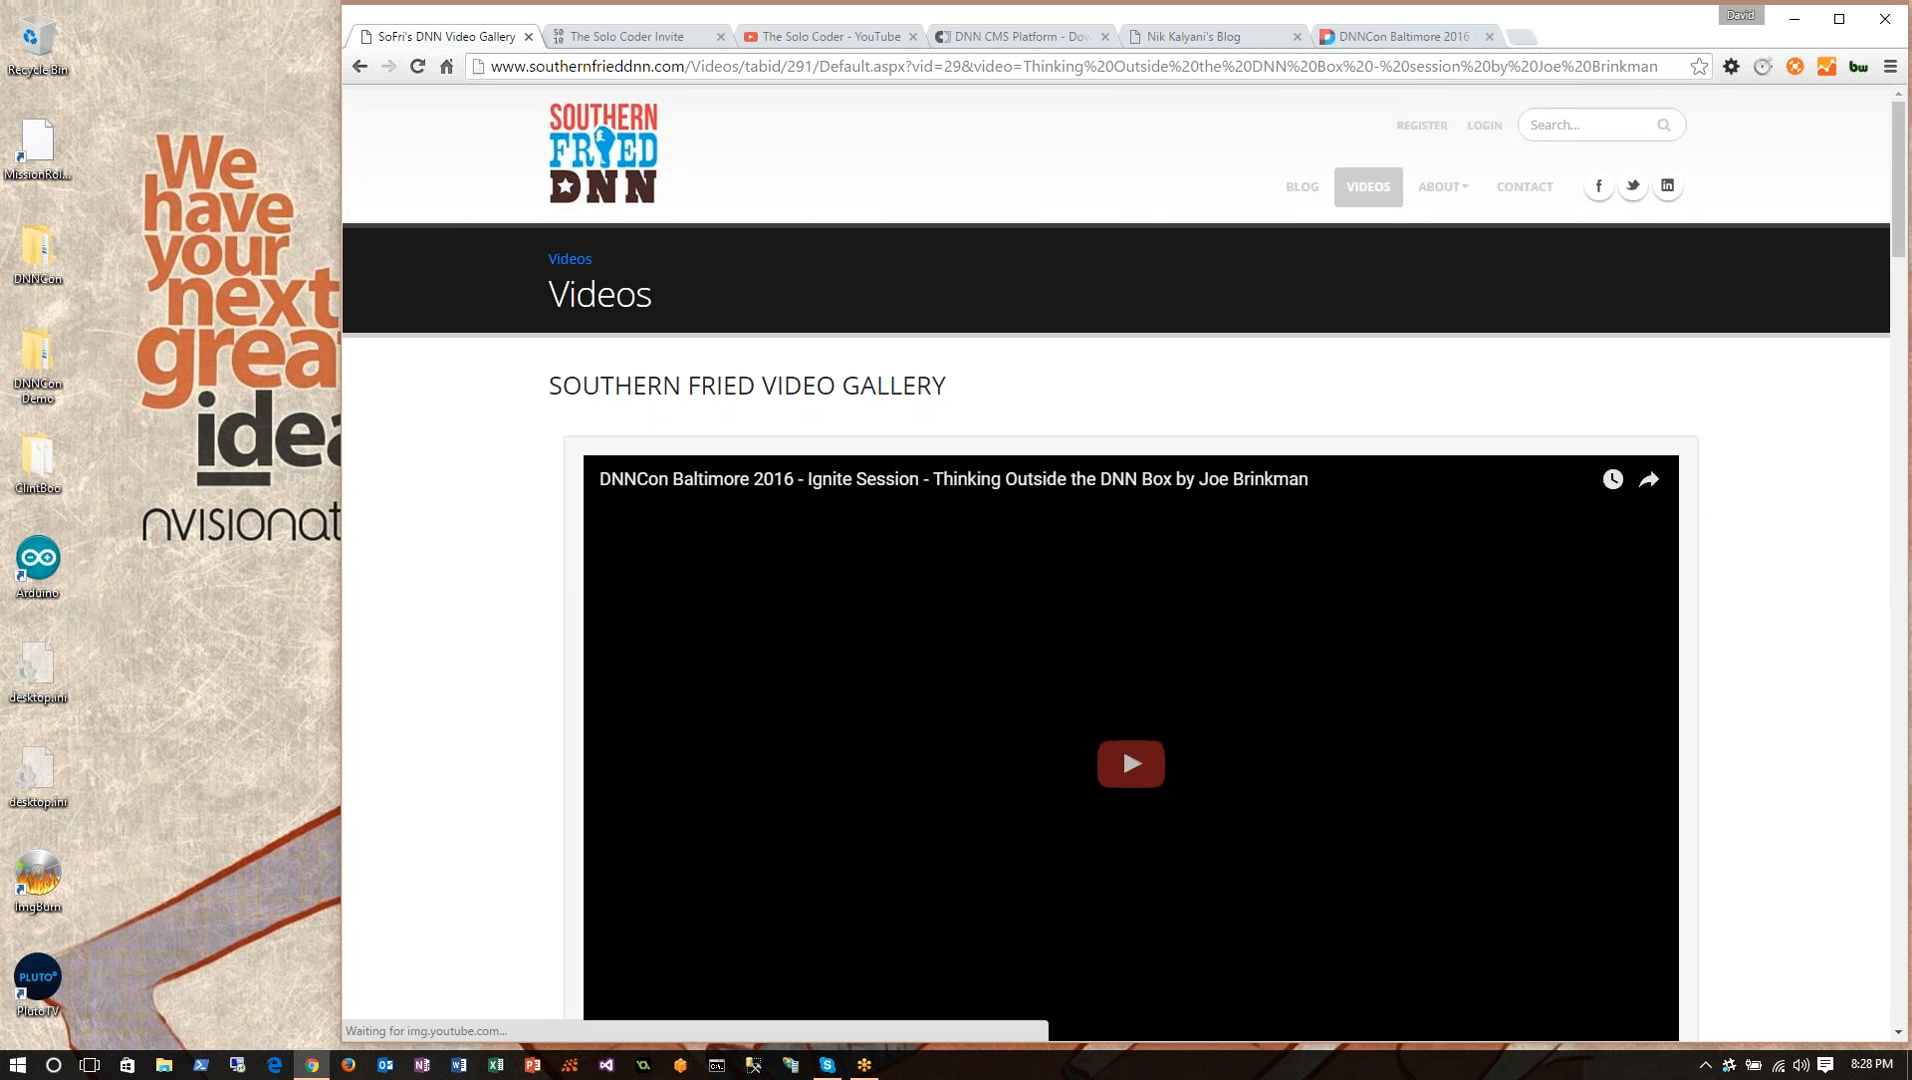 Recycle Bin
MissionRol...
DNNCon
DNNCon
Demo
ClintBoo
Arduino
desktop.ini
desktop.ini
ImgBurn
PLUTO
PlutoTV
We
have
your
next
grea
idea
nvisionat
David
SoFri's DNN Video Gallery
The Solo Coder Invite
The Solo Coder - YouTube
DNN CMS Platform - Dow
Nik Kalyani's Blog
DNNCon Baltimore 2016
www.southernfrieddnn.com/Videos/tabid/291/Default.aspx?vid=29&video=Thinking%20Outside%20the%20DNN%20Box%20-%20session%20by%20Joe%20Brinkman
bw
SOUTHERN
FRIED
DNN
REGISTER LOGIN Search...
BLOG VIDEOS ABOUT CONTACT
Videos
Videos
SOUTHERN FRIED VIDEO GALLERY
DNNCon Baltimore 2016 - Ignite Session - Thinking Outside the DNN Box by Joe Brinkman
Waiting for img.youtube.com...
8:28 PM